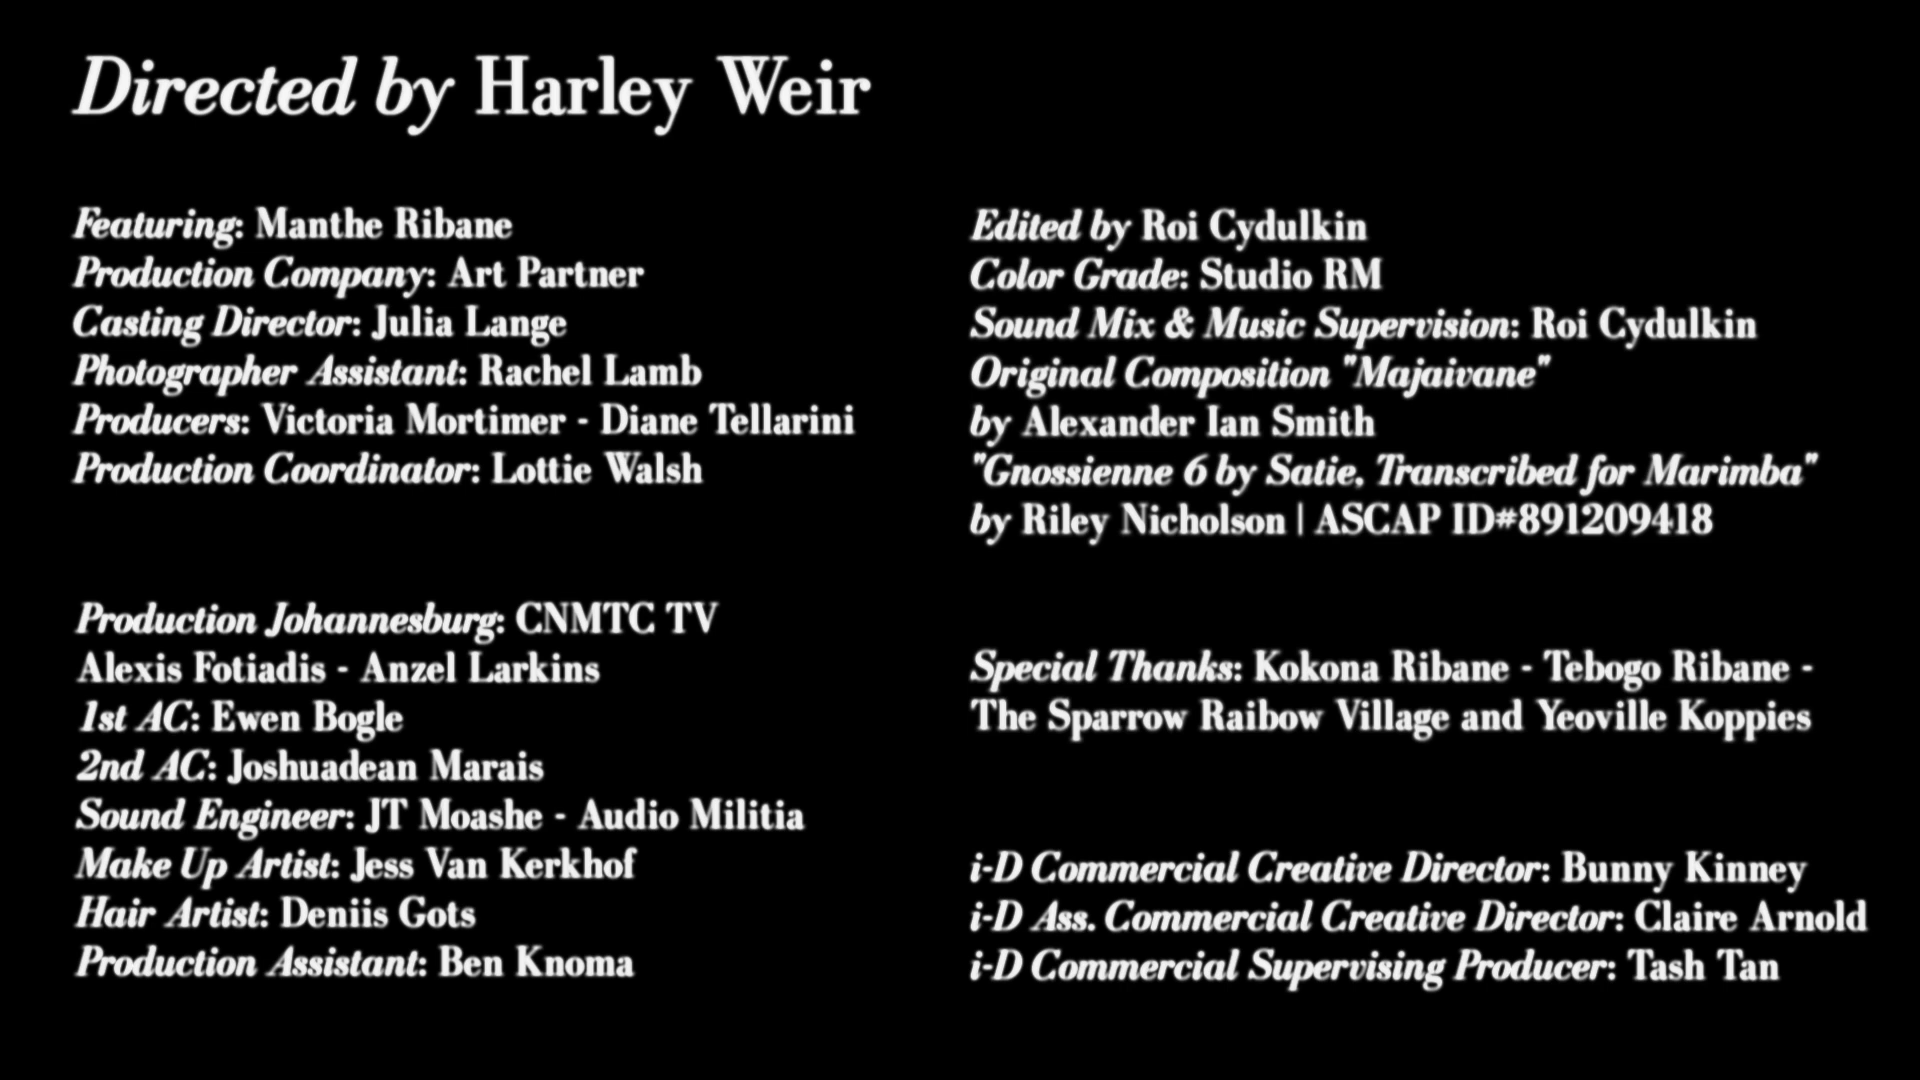 Directed by Harley Weir
Featuring: Manthe Ribane
Production Company: Art Partner
Casting Director: Julia Lange
Photographer Assistant: Rachel Lamb
Producers: Victoria Mortimer - Diane Tellarini
Production Coordinator: Lottie Walsh
Production Johannesburg: CNMTC TV
Alexis Fotiadis - Anzel Larkins
1st AC: Ewen Bogle
2nd AC: Joshuadean Marais
Sound Engineer: JT Moashe - Audio Militia
Make Up Artist: Jess Van Kerkhof
Hair Artist: Deniis Gots
Production Assistant: Ben Knoma
Edited by Roi Cydulkin
Color Grade: Studio RM
Sound Mix & Music Supervision: Roi Cydulkin
Original Composition "Majaivane"
by Alexander Ian Smith
"Gnossienne 6 by Satie, Transcribed for Marimba"
by Riley Nicholson | ASCAP ID#891209418
Special Thanks: Kokona Ribane - Tebogo Ribane -
The Sparrow Raibow Village and Yeoville Koppies
i-D Commercial Creative Director: Bunny Kinney
i-D Ass. Commercial Creative Director: Claire Arnold
i-D Commercial Supervising Producer: Tash Tan